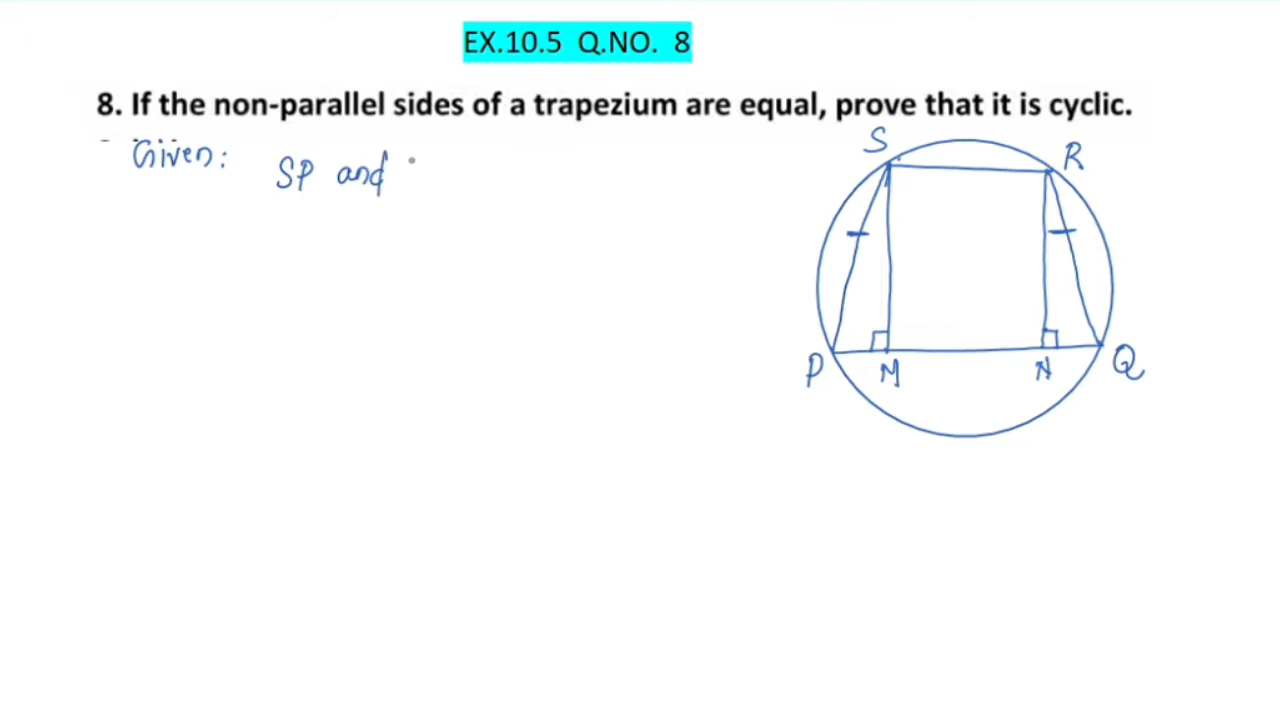 EX.10.5 Q.NO. 8
8. If the non-parallel sides of a trapezium are equal, prove that it is cyclic.
Given: SP and
S
R
P
M
N
Q